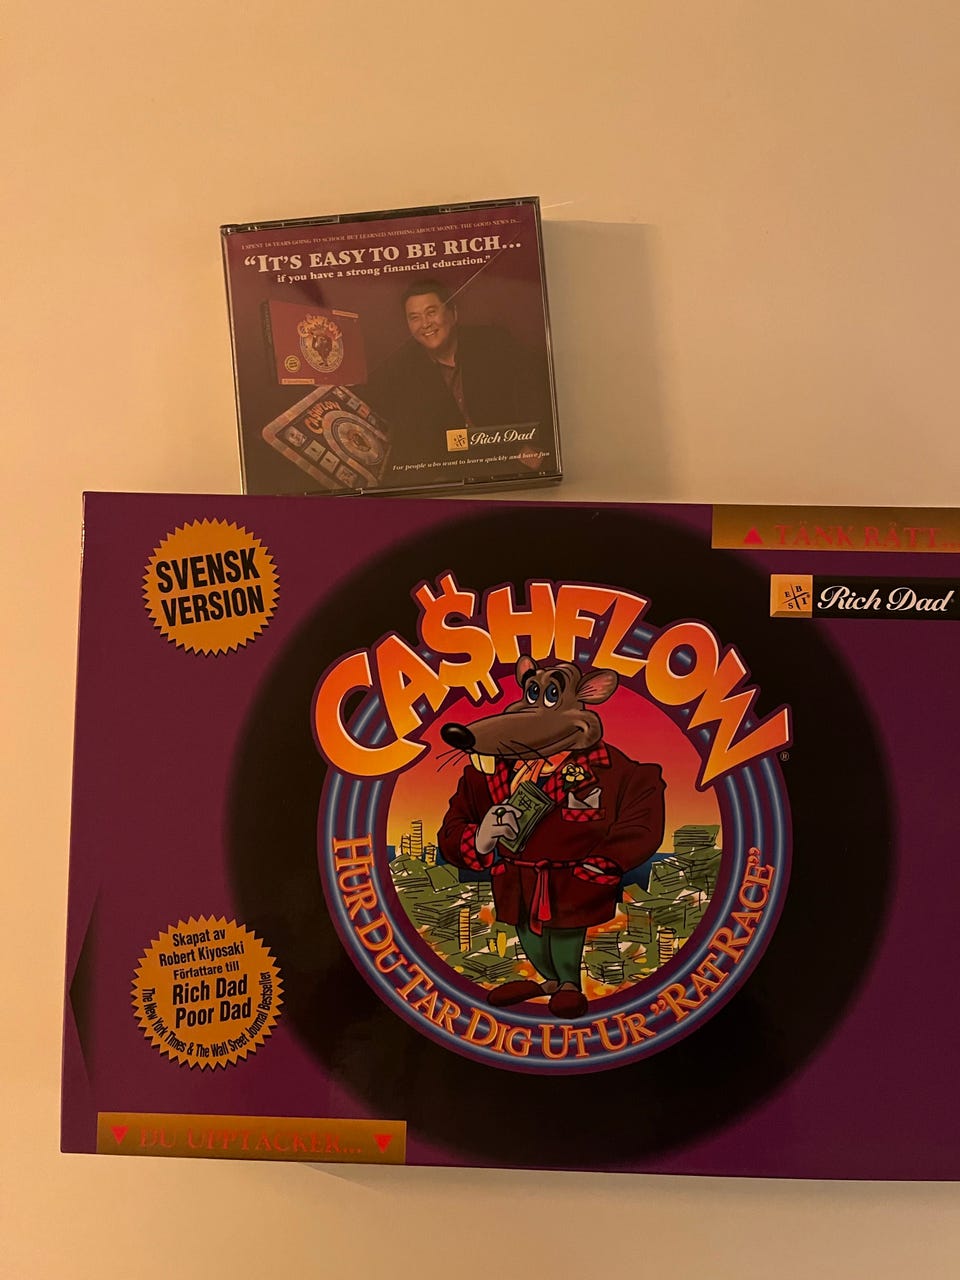 I SPENT 18 YEARS GOING TO SCHOOL BUT LEARNED NOTHING ABOUT MONEY. THE GOOD NEWS IS...
“IT’S EASY TO BE RICH...
if you have a strong financial education.”
CASHFLOW
CASHFLOW
Rich Dad
For people who want to learn quickly and have fun
SVENSK
VERSION
TÄNK RÄTT...
E B S I
Rich Dad
CA$HFLOW®
HUR DU TAR DIG UT UR ”RAT RACE”
Skapat av
Robert Kiyosaki
Författare till
Rich Dad
Poor Dad
The New York Times & The Wall Sreet Journal Bestseller
DU UPPTÄCKER...